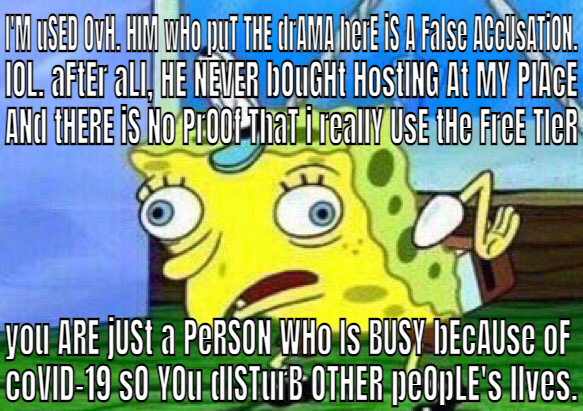 I'M uSED OvH. HIM wHo puT THE drAMA herE iS A False ACCUsATiON.
lOL. aFtEr alL, HE NEVER bOuGHt HostING At MY PlAcE
ANd tHERE iS No PrOOf ThaT i reallY UsE tHe FreE TIeR
yoU ARE jUSt a PeRSON WHo Is BUSY bEcAUse oF
coVID-19 sO YOu dISTurB OTHER peOpLE's lIves.